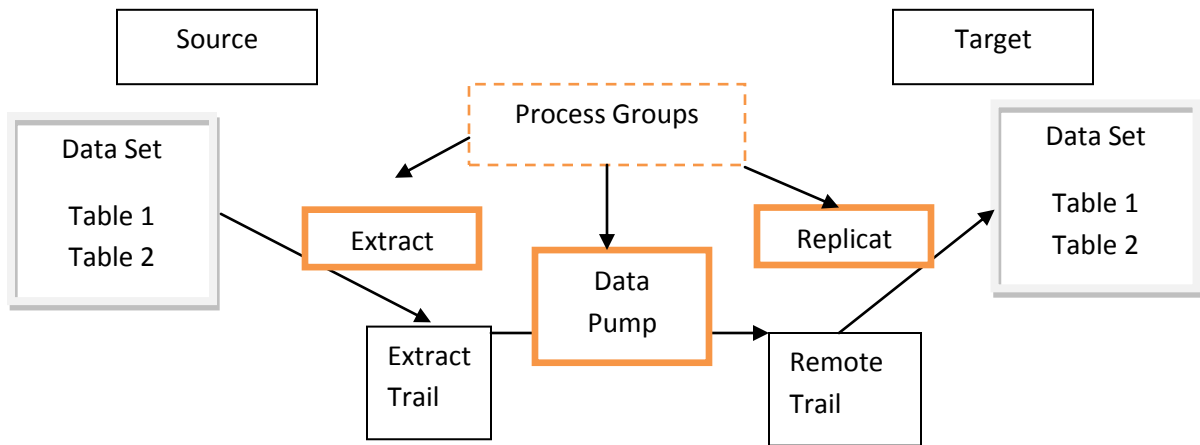 Source
Target
Process Groups
Data Set
Table 1
Table 2
Data Set
Table 1
Table 2
Extract
Replicat
Data
Pump
Extract
Trail
Remote
Trail